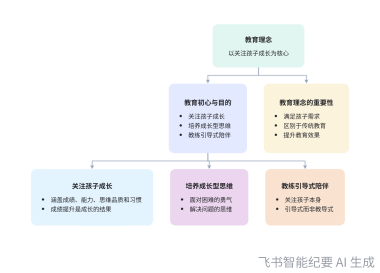 教育理念
以关注孩子成长为核心
教育初心与目的
关注孩子成长
培养成长型思维
教练引导式陪伴
教育理念的重要性
满足孩子需求
区别于传统教育
提升教育效果
关注孩子成长
涵盖成绩、能力、思维品质和习惯
成绩提升是成长的结果
培养成长型思维
面对困难的勇气
解决问题的思维
教练引导式陪伴
关注孩子本身
引导式而非教导式
飞书智能纪要 AI 生成